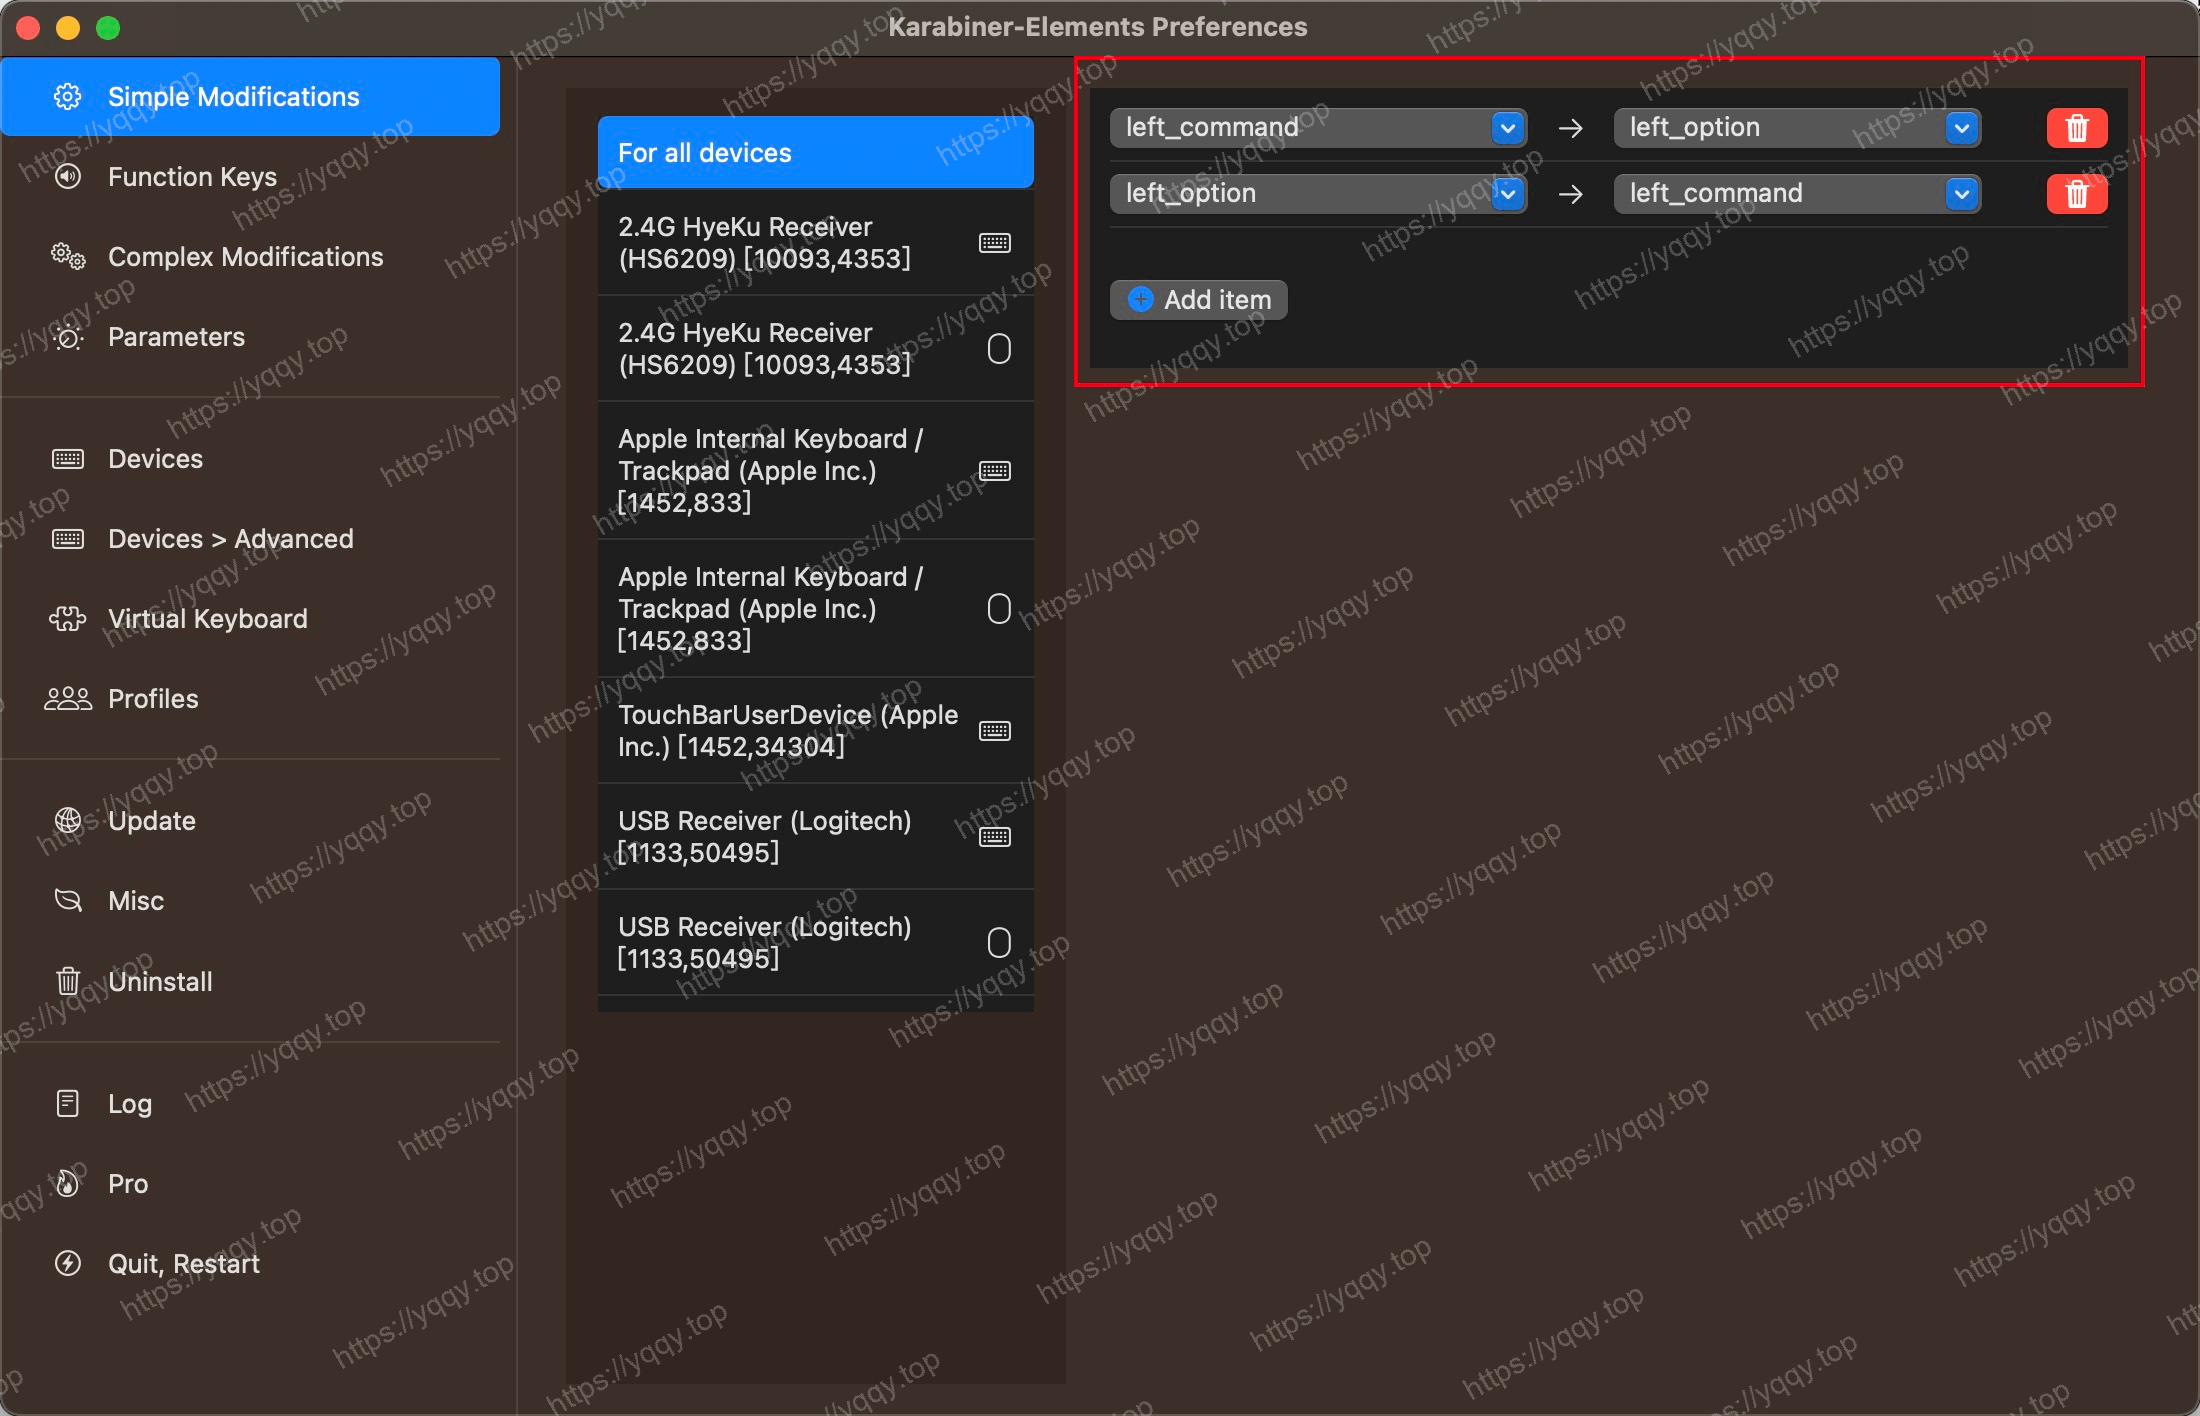 Karabiner-Elements Preferences
Simple Modifications
Function Keys
Complex Modifications
Parameters
Devices
Devices > Advanced
Virtual Keyboard
Profiles
Update
Misc
Uninstall
Log
Pro
Quit, Restart
For all devices
2.4G HyeKu Receiver
(HS6209) [10093,4353]
2.4G HyeKu Receiver
(HS6209) [10093,4353]
Apple Internal Keyboard /
Trackpad (Apple Inc.)
[1452,833]
Apple Internal Keyboard /
Trackpad (Apple Inc.)
[1452,833]
TouchBarUserDevice (Apple
Inc.) [1452,34304]
USB Receiver (Logitech)
[1133,50495]
USB Receiver (Logitech)
[1133,50495]
left_command → left_option
left_option → left_command
Add item
https://yqqy.top